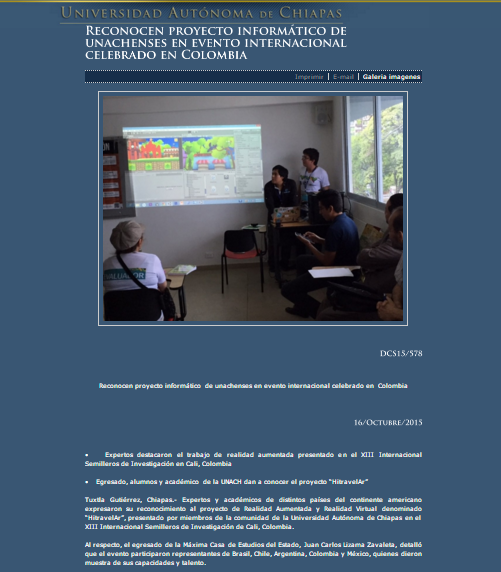 Universidad Autónoma de Chiapas
Reconocen proyecto informático de
unachenses en evento internacional
celebrado en Colombia
Imprimir | E-mail | Galeria imagenes
EVALUADOR
DCS15/578
Reconocen proyecto informático de unachenses en evento internacional celebrado en Colombia
16/Octubre/2015
• Expertos destacaron el trabajo de realidad aumentada presentado en el XIII Internacional
Semilleros de Investigación en Cali, Colombia
• Egresado, alumnos y académico de la UNACH dan a conocer el proyecto "HitravelAr"
Tuxtla Gutiérrez, Chiapas.- Expertos y académicos de distintos países del continente americano
expresaron su reconocimiento al proyecto de Realidad Aumentada y Realidad Virtual denominado
"HitravelAr", presentado por miembros de la comunidad de la Universidad Autónoma de Chiapas en el
XIII Internacional Semilleros de Investigación de Cali, Colombia.
Al respecto, el egresado de la Máxima Casa de Estudios del Estado, Juan Carlos Lizama Zavaleta, detalló
que el evento participaron representantes de Brasil, Chile, Argentina, Colombia y México, quienes dieron
muestra de sus capacidades y talento.